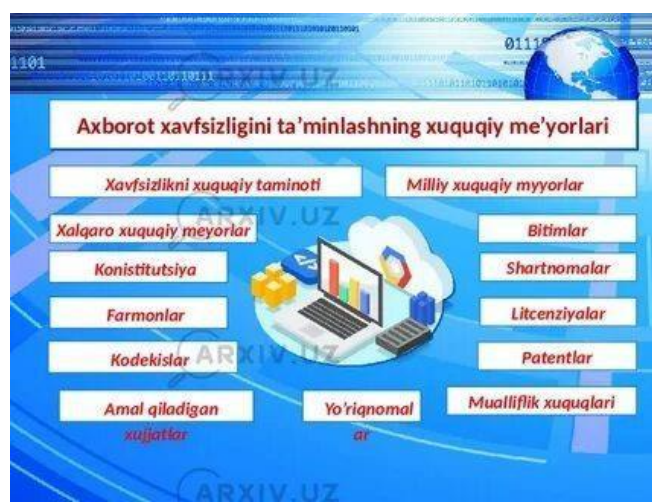 01115
1101
ARXIV.UZ
Axborot xavfsizligini ta’minlashning xuquqiy me’yorlari
Xavfsizlikni xuquqiy taminoti
Milliy xuquqiy myyorlar
ARXIV.UZ
Xalqaro xuquqiy meyorlar
Bitimlar
Konistitutsiya
Shartnomalar
Farmonlar
Litcenziyalar
Kodekislar
ARXIV.UZ
Patentlar
Amal qiladigan
xujjatlar
Yo’riqnomal
ar
Mualliflik xuquqlari
ARXIV.UZ